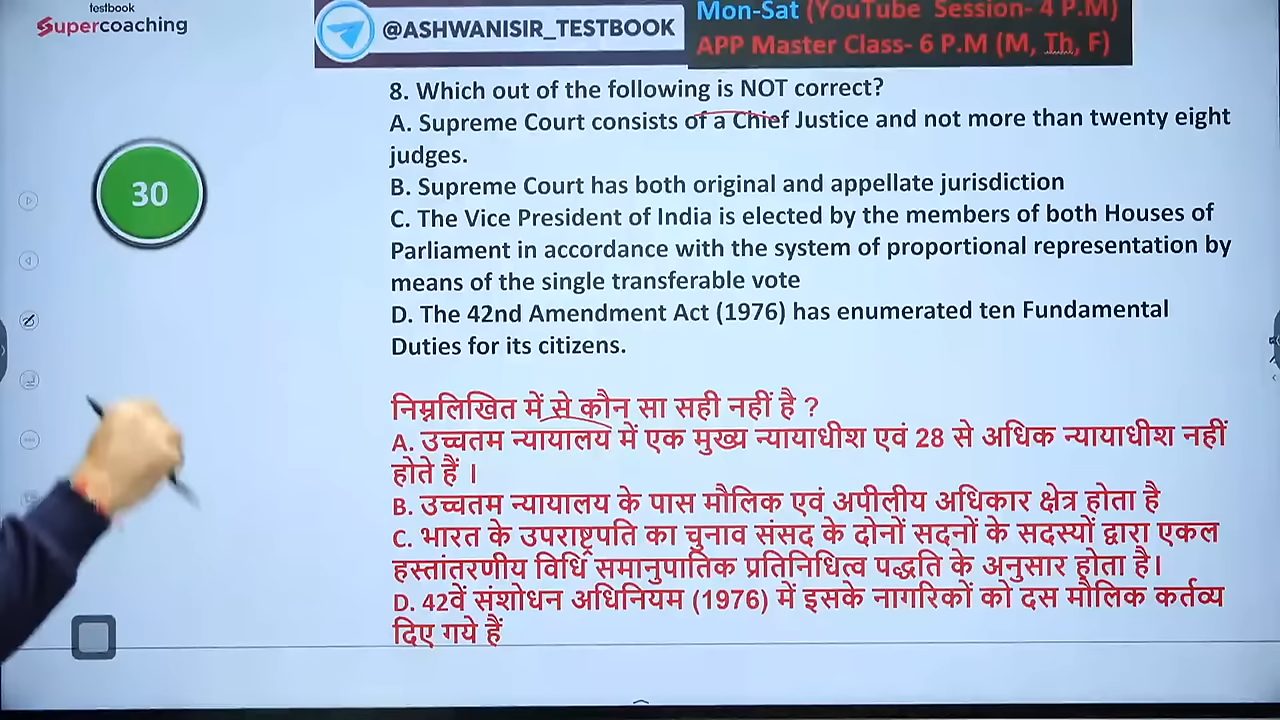 testbook
Supercoaching
@ASHWANISIR_TESTBOOK
Mon-Sat (YouTube Session- 4 P.M)
APP Master Class- 6 P.M (M, Th, F)
30
8. Which out of the following is NOT correct?
A. Supreme Court consists of a Chief Justice and not more than twenty eight
judges.
B. Supreme Court has both original and appellate jurisdiction
C. The Vice President of India is elected by the members of both Houses of
Parliament in accordance with the system of proportional representation by
means of the single transferable vote
D. The 42nd Amendment Act (1976) has enumerated ten Fundamental
Duties for its citizens.
निम्नलिखित में से कौन सा सही नहीं है ?
A. उच्चतम न्यायालय में एक मुख्य न्यायाधीश एवं 28 से अधिक न्यायाधीश नहीं
होते हैं ।
B. उच्चतम न्यायालय के पास मौलिक एवं अपीलीय अधिकार क्षेत्र होता है
C. भारत के उपराष्ट्रपति का चुनाव संसद के दोनों सदनों के सदस्यों द्वारा एकल
हस्तांतरणीय विधि समानुपातिक प्रतिनिधित्व पद्धति के अनुसार होता है।
D. 42वें संशोधन अधिनियम (1976) में इसके नागरिकों को दस मौलिक कर्तव्य
दिए गये हैं